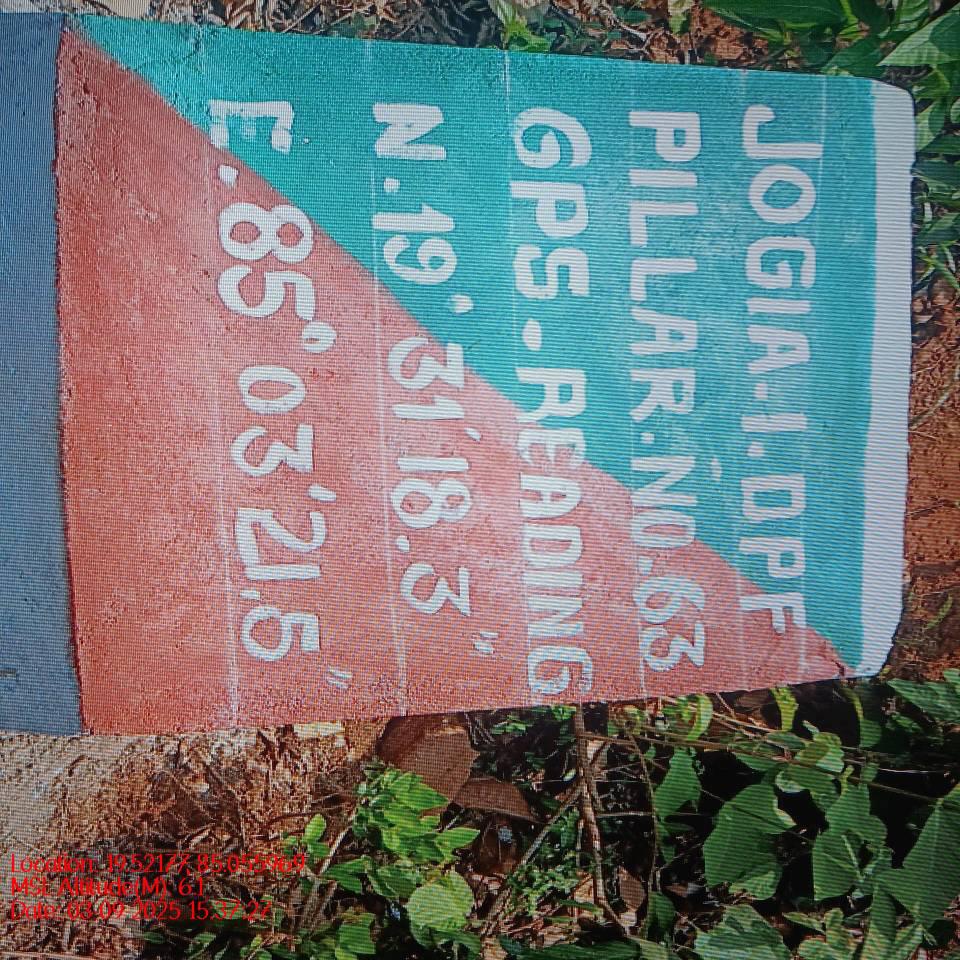 JOGIA.I.DPF
PILLAR.NO.63
GPS-READING
N.19°31'18.3"
E.85°03'21.5"
Location: 19.52177, 85.055969
MSL Altitude(M): 6.1
Date: 03-09-2025 15:37:27